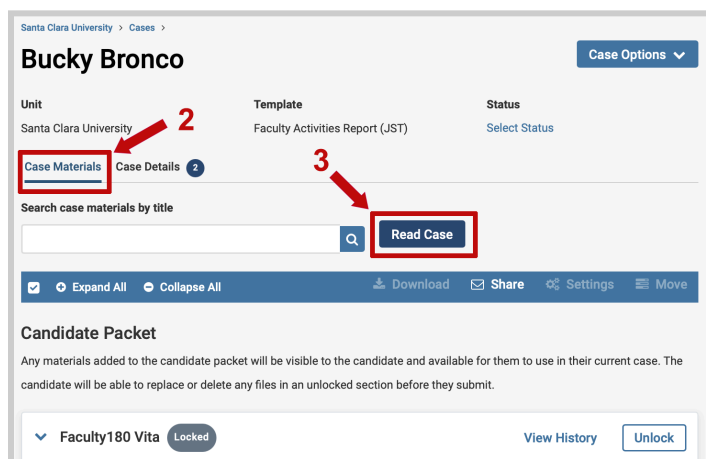 Santa Clara University > Cases >
Bucky Bronco
Case Options
Unit
Template
Status
Santa Clara University
Faculty Activities Report (JST)
Select Status
2
Case Materials
Case Details 2
3
Search case materials by title
Read Case
Expand All
Collapse All
Download
Share
Settings
Move
Candidate Packet
Any materials added to the candidate packet will be visible to the candidate and available for them to use in their current case. The
candidate will be able to replace or delete any files in an unlocked section before they submit.
Faculty180 Vita
Locked
View History
Unlock